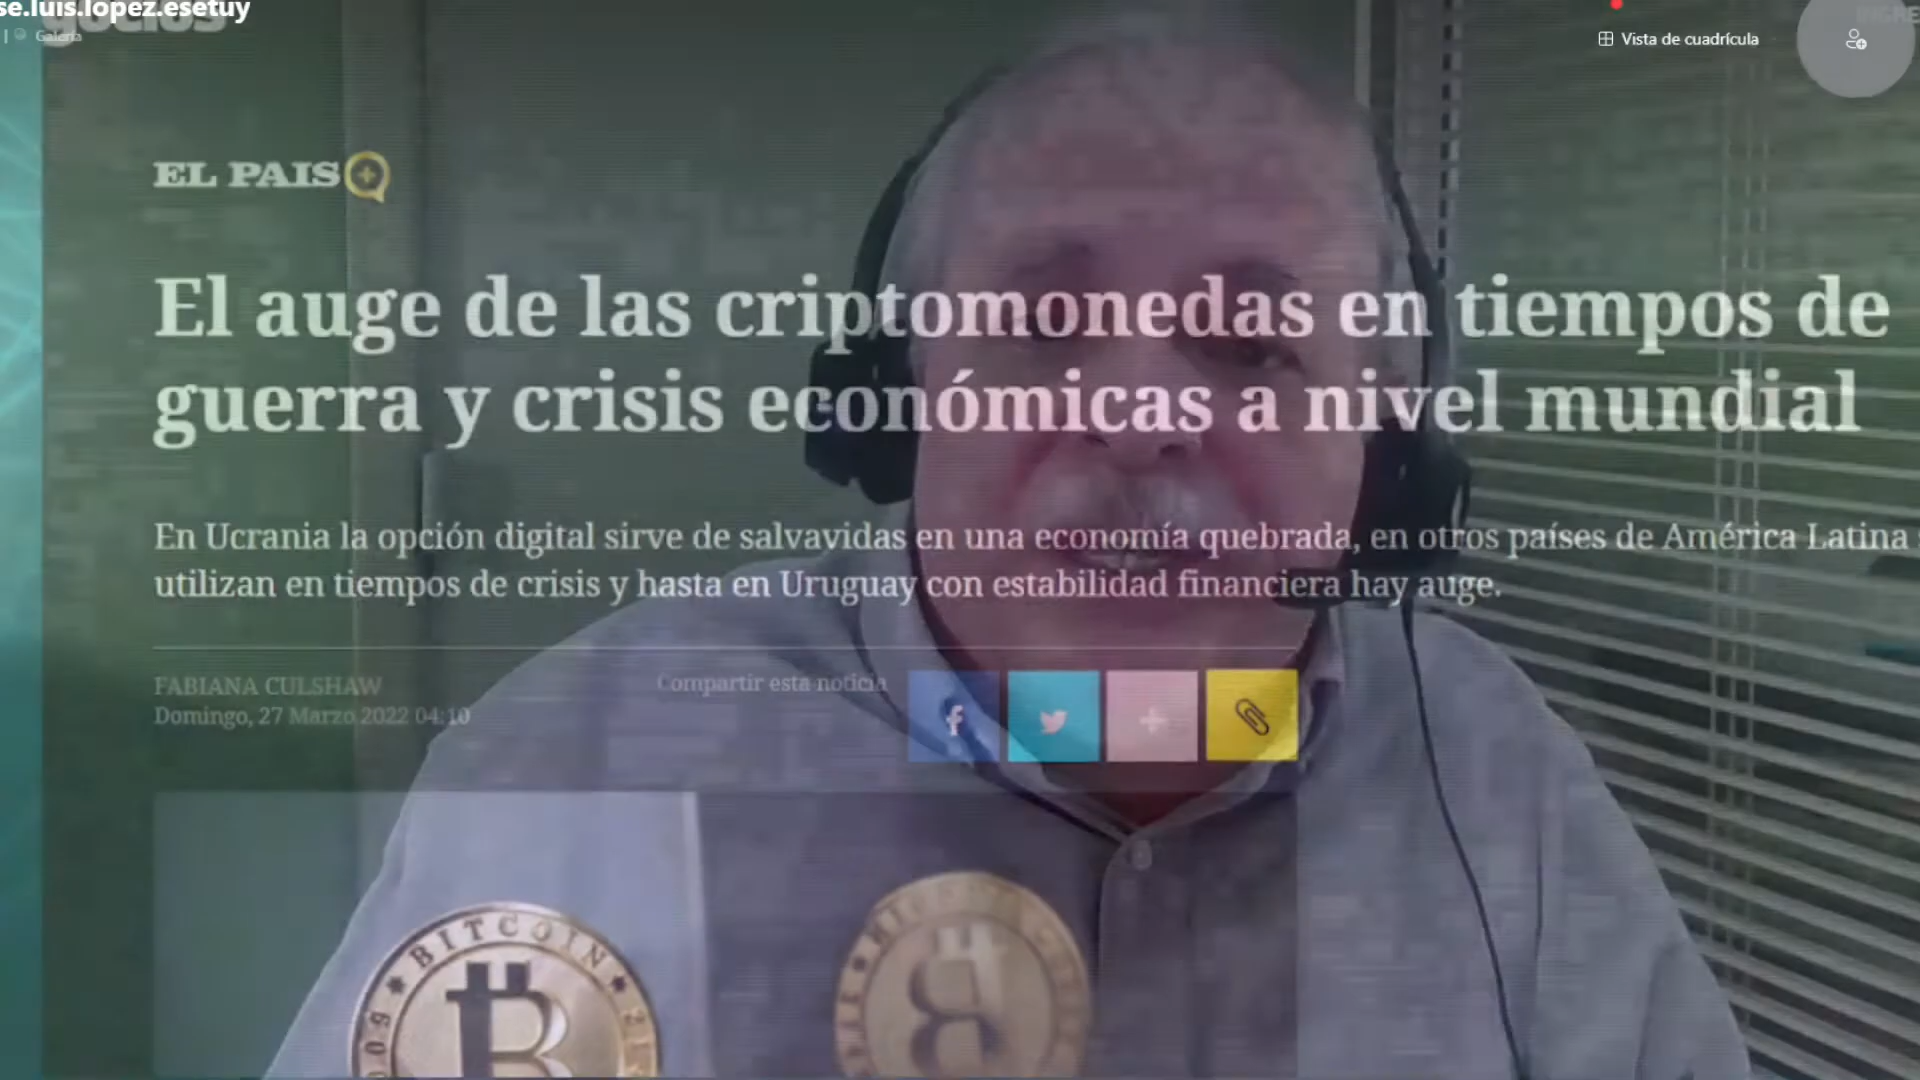 se.luis.lopez.esetuy
gocios
Galería
Vista de cuadrícula
INGRE
EL PAIS
El auge de las criptomonedas en tiempos de
guerra y crisis económicas a nivel mundial
En Ucrania la opción digital sirve de salvavidas en una economía quebrada, en otros países de América Latina s
utilizan en tiempos de crisis y hasta en Uruguay con estabilidad financiera hay auge.
FABIANA CULSHAW
Domingo, 27 Marzo 2022 04:10
Compartir esta noticia
BITCOIN